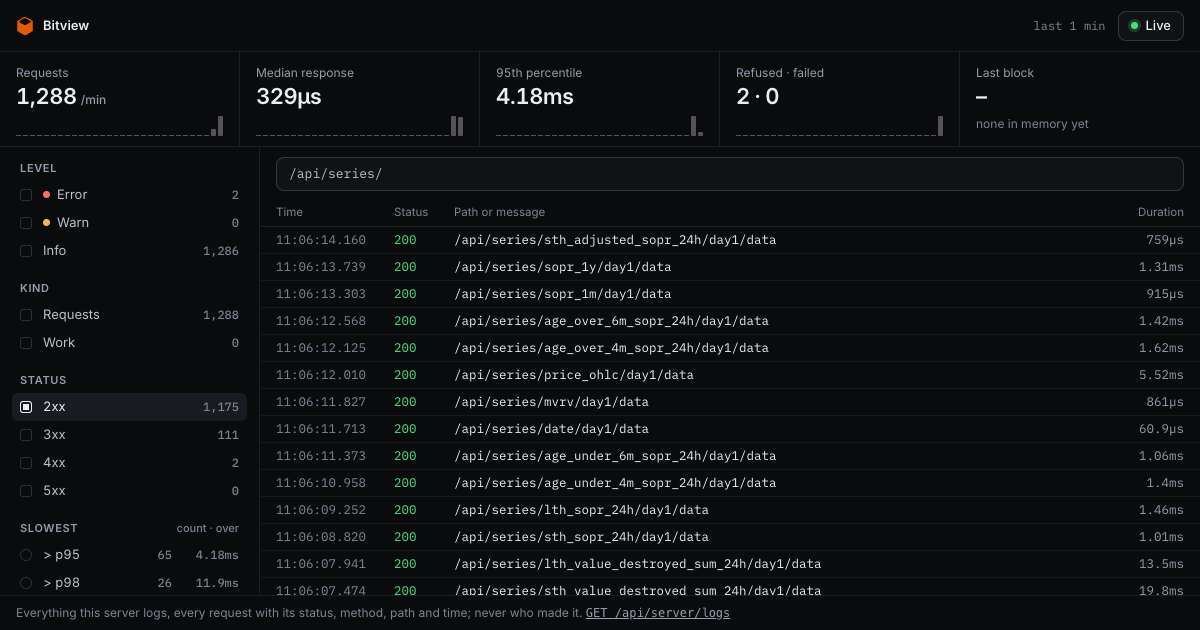 Bitview
last 1 min
Live
Requests
1,288 /min
Median response
329µs
95th percentile
4.18ms
Refused · failed
2 · 0
Last block
–
none in memory yet
LEVEL
Error 2
Warn 0
Info 1,286
KIND
Requests 1,288
Work 0
STATUS
2xx 1,175
3xx 111
4xx 2
5xx 0
SLOWEST count · over
> p95 65 4.18ms
> p98 26 11.9ms
/api/series/
Time Status Path or message Duration
11:06:14.160 200 /api/series/sth_adjusted_sopr_24h/day1/data 759µs
11:06:13.739 200 /api/series/sopr_1y/day1/data 1.31ms
11:06:13.303 200 /api/series/sopr_1m/day1/data 915µs
11:06:12.568 200 /api/series/age_over_6m_sopr_24h/day1/data 1.42ms
11:06:12.125 200 /api/series/age_over_4m_sopr_24h/day1/data 1.62ms
11:06:12.010 200 /api/series/price_ohlc/day1/data 5.52ms
11:06:11.827 200 /api/series/mvrv/day1/data 861µs
11:06:11.713 200 /api/series/date/day1/data 60.9µs
11:06:11.373 200 /api/series/age_under_6m_sopr_24h/day1/data 1.06ms
11:06:10.958 200 /api/series/age_under_4m_sopr_24h/day1/data 1.4ms
11:06:09.252 200 /api/series/lth_sopr_24h/day1/data 1.46ms
11:06:08.820 200 /api/series/sth_sopr_24h/day1/data 1.01ms
11:06:07.941 200 /api/series/lth_value_destroyed_sum_24h/day1/data 13.5ms
11:06:07.474 200 /api/series/sth_value_destroyed_sum_24h/day1/data 19.8ms
Everything this server logs, every request with its status, method, path and time; never who made it. GET /api/server/logs